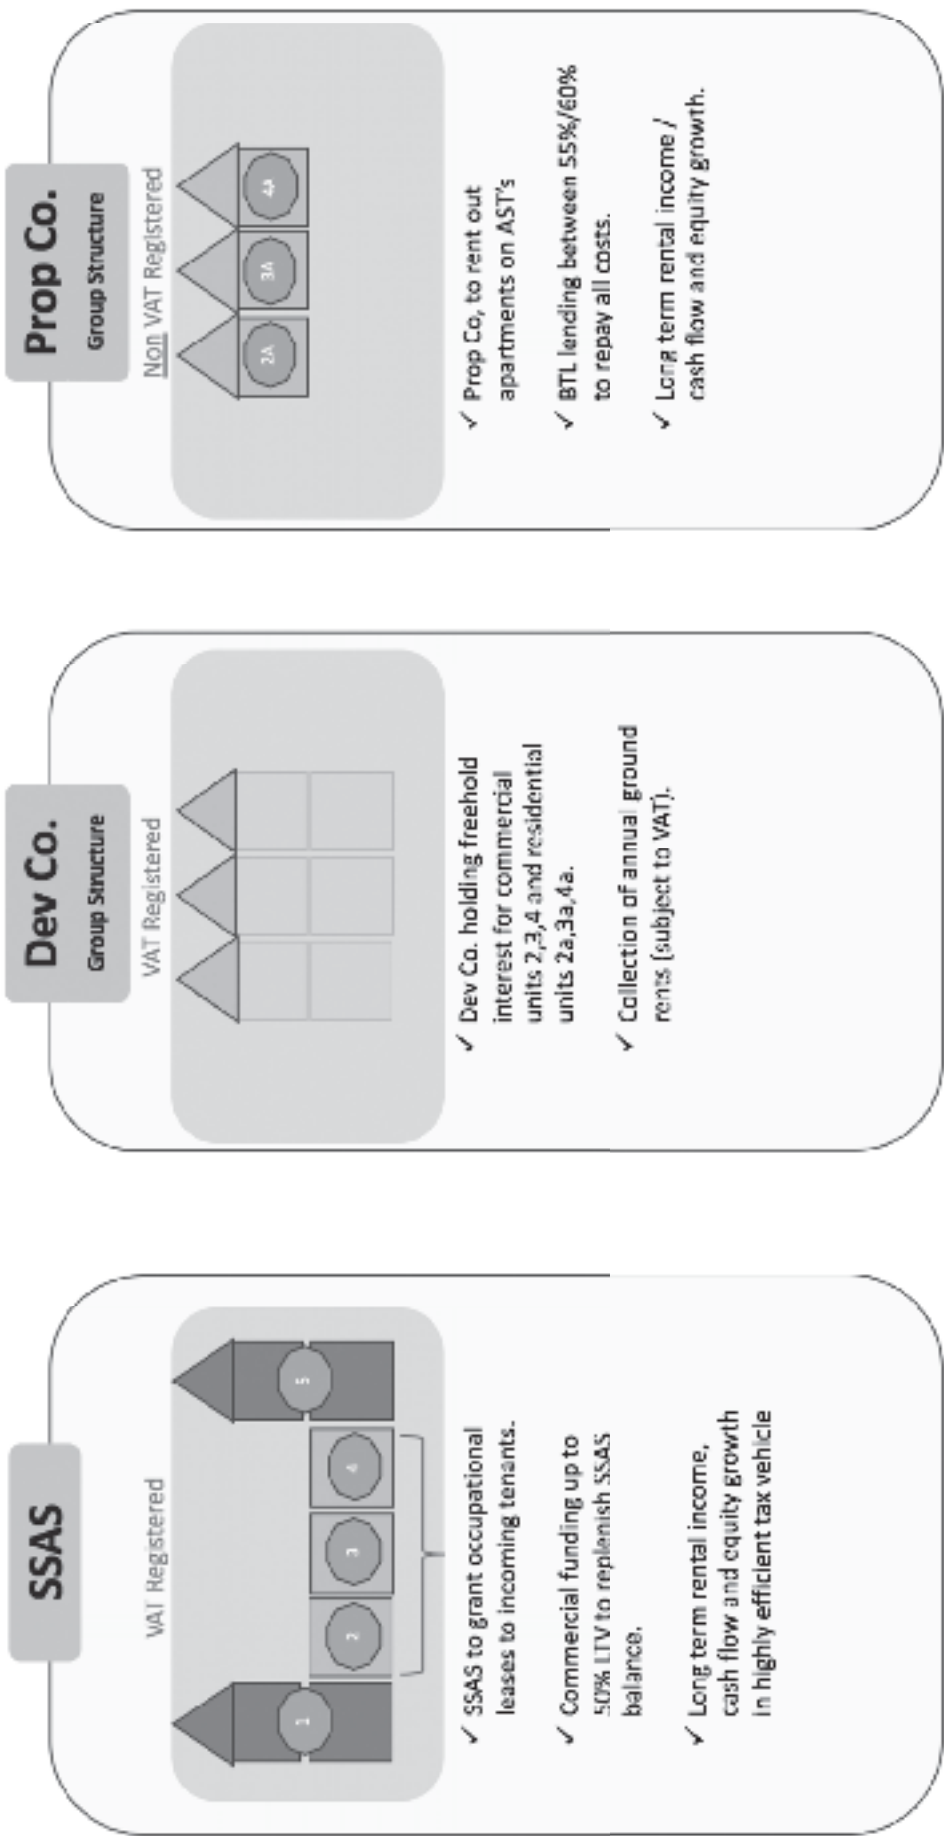 SSAS
VAT Registered
1
2
3
4
5
✓ SSAS to grant occupational
leases to incoming tenants.
✓ Commercial funding up to
50% LTV to replenish SSAS
balance.
✓ Long term rental income,
cash flow and equity growth
in highly efficient tax vehicle
Dev Co.
Group Structure
VAT Registered
✓ Dev Co. holding freehold
interest for commercial
units 2,3,4 and residential
units 2a,3a,4a.
✓ Collection of annual ground
rents (subject to VAT).
Prop Co.
Group Structure
Non VAT Registered
2A
3A
4A
✓ Prop Co, to rent out
apartments on AST's
✓ BTL lending between 55%/60%
to repay all costs.
✓ Long term rental income /
cash flow and equity growth.